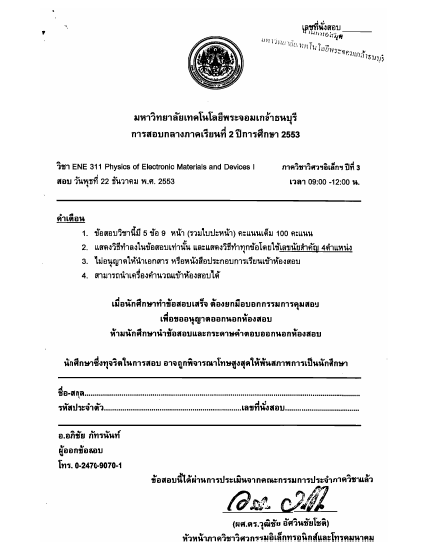 เลขที่นั่งสอบ
มหาวิทยาลัยเทคโนโลยีพระจอมเกล้าธนบุรี
มหาวิทยาลัยเทคโนโลยีพระจอมเกล้าธนบุรี
การสอบกลางภาคเรียนที่ 2 ปีการศึกษา 2553
วิชา ENE 311 Physics of Electronic Materials and Devices I ภาควิชาวิศวอิเล็กฯ ปีที่ 3
สอบ วันพุธที่ 22 ธันวาคม พ.ศ. 2553 เวลา 09:00 -12:00 น.
คำเตือน
1. ข้อสอบวิชานี้มี 5 ข้อ 9 หน้า (รวมใบปะหน้า) คะแนนเต็ม 100 คะแนน
2. แสดงวิธีทำลงในข้อสอบเท่านั้น และแสดงวิธีทำทุกข้อโดยใช้เลขนัยสำคัญ 4ตำแหน่ง
3. ไม่อนุญาตให้นำเอกสาร หรือหนังสือประกอบการเรียนเข้าห้องสอบ
4. สามารถนำเครื่องคำนวณเข้าห้องสอบได้
เมื่อนักศึกษาทำข้อสอบเสร็จ ต้องยกมือบอกกรรมการคุมสอบ
เพื่อขออนุญาตออกนอกห้องสอบ
ห้ามนักศึกษานำข้อสอบและกระดาษคำตอบออกนอกห้องสอบ
นักศึกษาซึ่งทุจริตในการสอบ อาจถูกพิจารณาโทษสูงสุดให้พ้นสภาพการเป็นนักศึกษา
ชื่อ-สกุล
รหัสประจำตัว เลขที่นั่งสอบ
อ.อภิชัย ภัทรนันท์
ผู้ออกข้อสอบ
โทร. 0-2470-9070-1
ข้อสอบนี้ได้ผ่านการประเมินจากคณะกรรมการประจำภาควิชาแล้ว
(ผศ.ดร.วุฒิชัย อัศวินชัยโชติ)
หัวหน้าภาควิชาวิศวกรรมอิเล็กทรอนิกส์และโทรคมนาคม